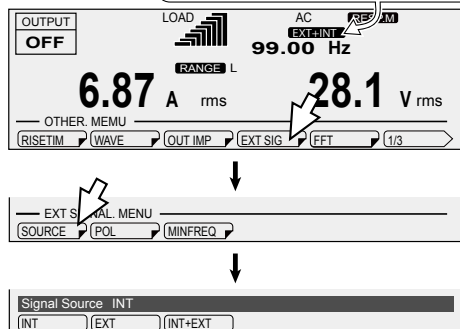 OUTPUT LOAD AC
OFF EXT+INT
99.00 Hz
RANGE L
6.87 A rms 28.1 V rms
OTHER. MEMU
RISETIM WAVE OUT IMP EXT SIG FFT 1/3
EXT S NAL. MENU
SOURCE POL MINFREQ
Signal Source INT
INT EXT INT+EXT